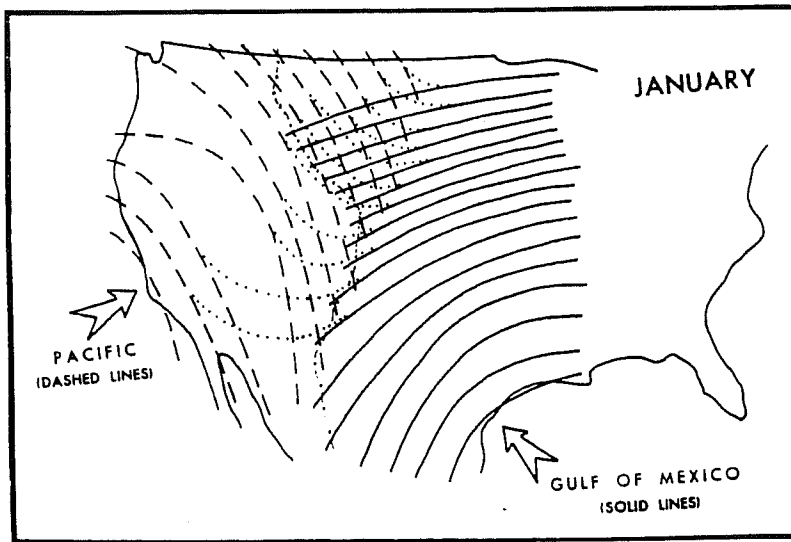 JANUARY
PACIFIC
(DASHED LINES)
GULF OF MEXICO
(SOLID LINES)